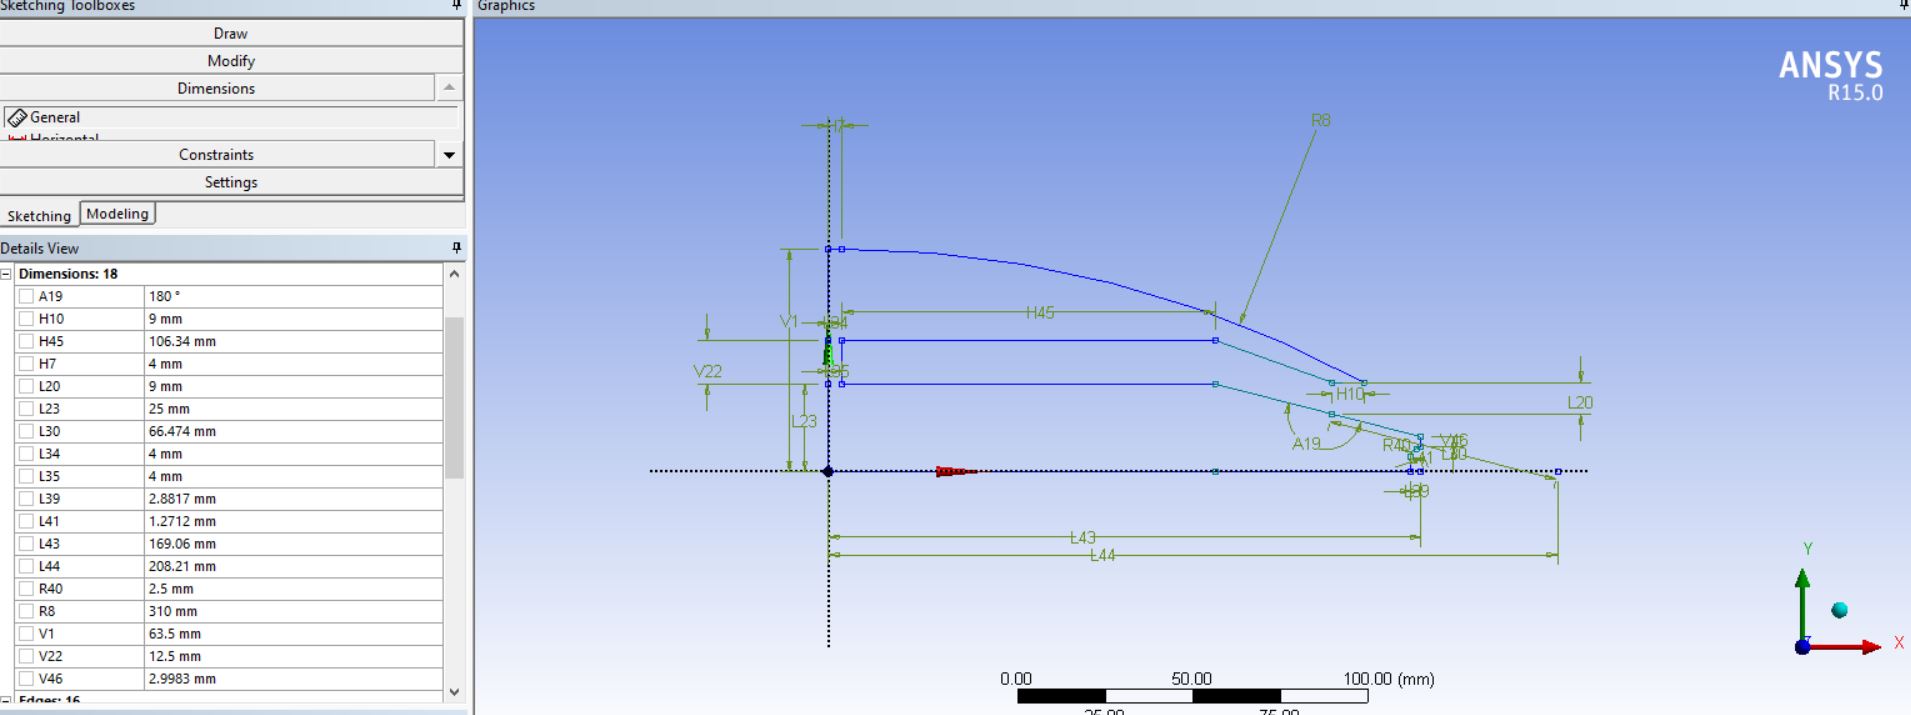 Sketching Toolboxes
Draw
Modify
Dimensions
General
Horizontal
Constraints
Settings
Sketching Modeling
Details View
Dimensions: 18
A19 180 °
H10 9 mm
H45 106.34 mm
H7 4 mm
L20 9 mm
L23 25 mm
L30 66.474 mm
L34 4 mm
L35 4 mm
L39 2.8817 mm
L41 1.2712 mm
L43 169.06 mm
L44 208.21 mm
R40 2.5 mm
R8 310 mm
V1 63.5 mm
V22 12.5 mm
V46 2.9983 mm
Edges: 16
Graphics
ANSYS
R15.0
H7
R8
H45
V1
V22
L23
H10
L20
A19
R40
V46
L39
L43
L44
Y
X
0.00 50.00 100.00 (mm)
25.00 75.00